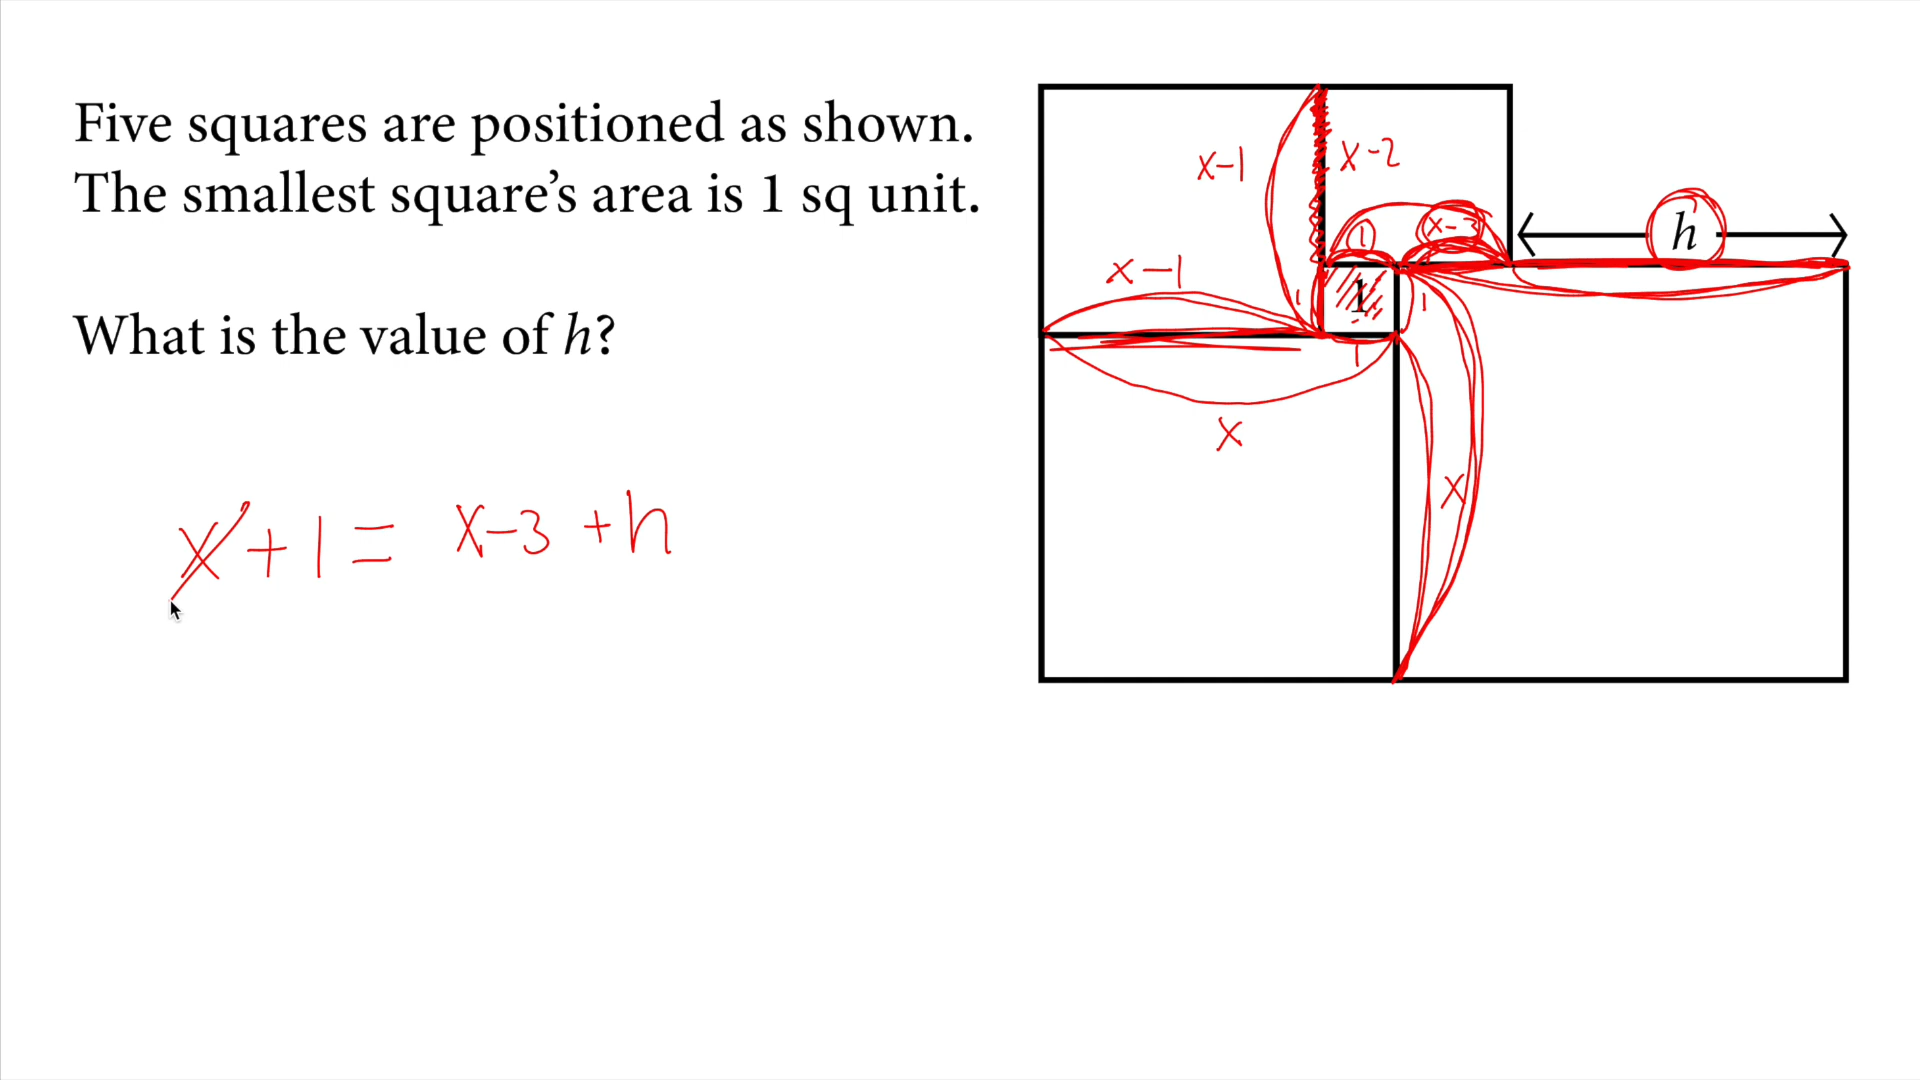 Five squares are positioned as shown.
The smallest square’s area is 1 sq unit.
What is the value of h?
x+1 = x-3 +h
x-1
x-2
1
x-3
h
x-1
1
1
1
1
x
x